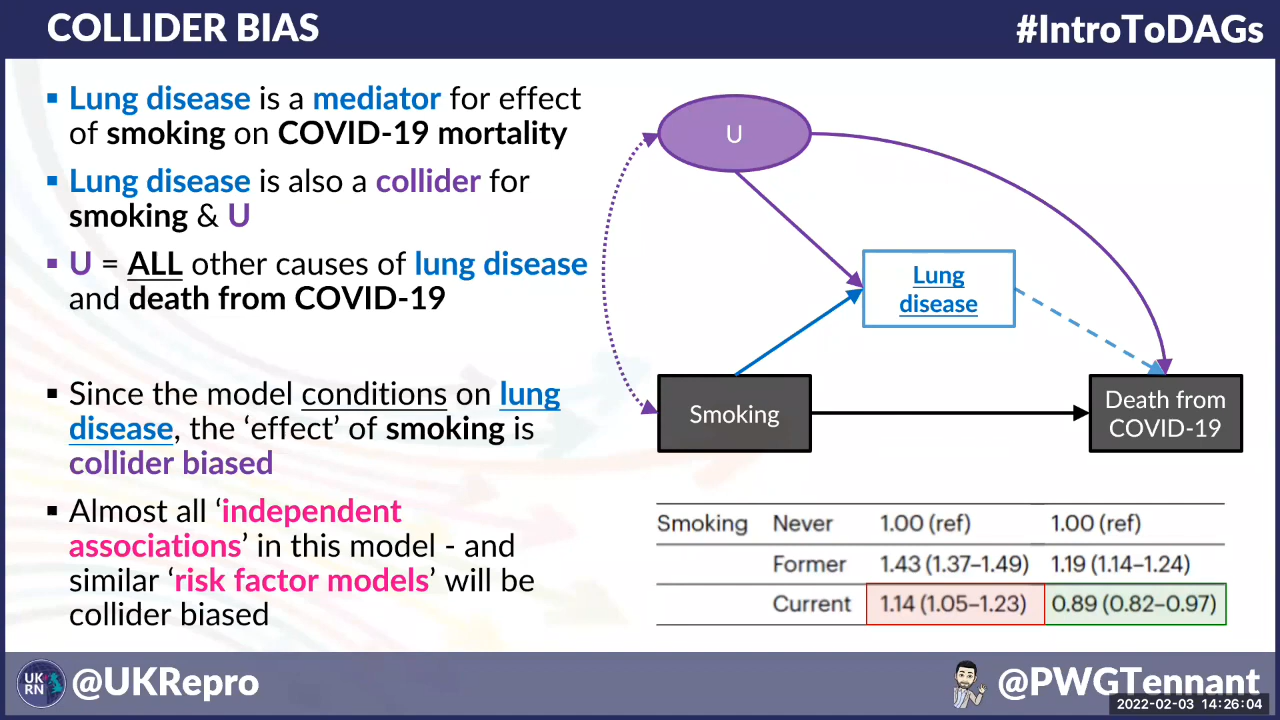 COLLIDER BIAS
#IntroToDAGs
▪ Lung disease is a mediator for effect
of smoking on COVID-19 mortality
▪ Lung disease is also a collider for
smoking & U
▪ U = ALL other causes of lung disease
and death from COVID-19
▪ Since the model conditions on lung
disease, the ‘effect’ of smoking is
collider biased
▪ Almost all ‘independent
associations’ in this model - and
similar ‘risk factor models’ will be
collider biased
U
Lung
disease
Smoking
Death from
COVID-19
Smoking Never 1.00 (ref) 1.00 (ref)
Former 1.43 (1.37–1.49) 1.19 (1.14–1.24)
Current 1.14 (1.05–1.23) 0.89 (0.82–0.97)
UK
RN
@UKRepro
@PWGTennant
2022-02-03 14:26:04